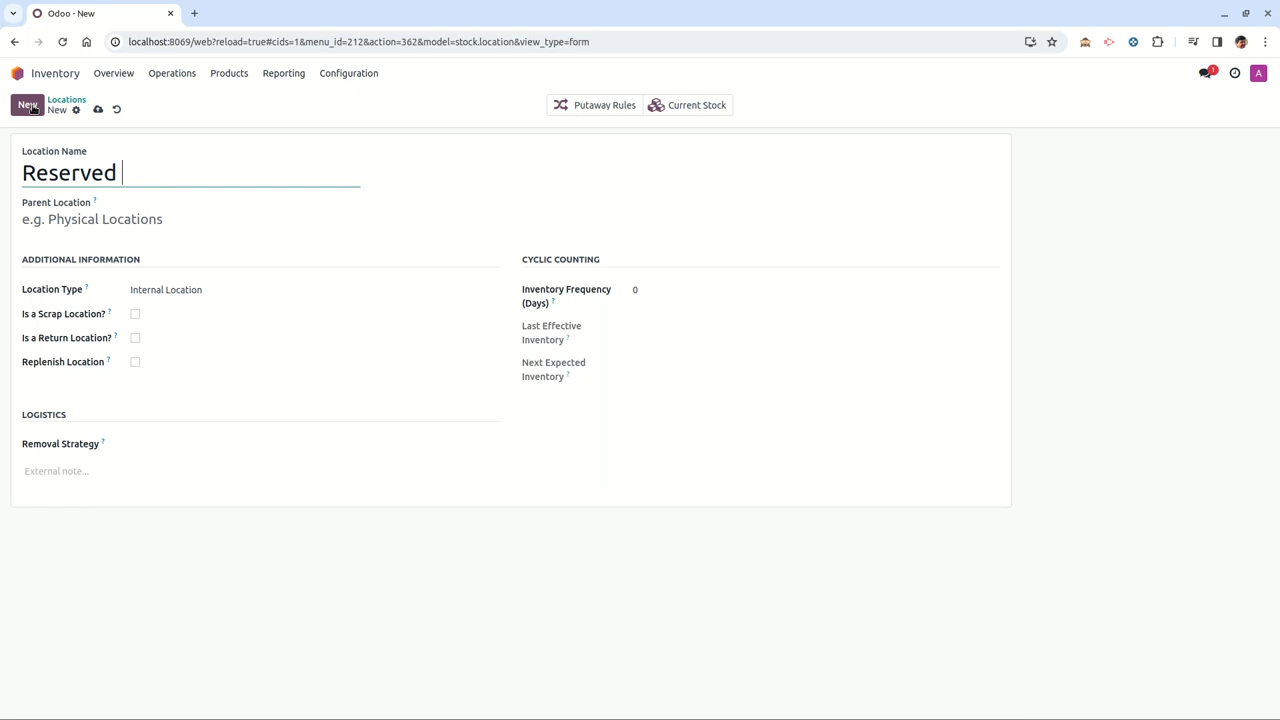 Odoo - New
localhost:8069/web?reload=true#cids=1&menu_id=212&action=362&model=stock.location&view_type=form
Inventory Overview Operations Products Reporting Configuration 1 A
New Locations
New
Putaway Rules Current Stock
Location Name
Reserved
Parent Location ?
e.g. Physical Locations
ADDITIONAL INFORMATION
Location Type ? Internal Location
Is a Scrap Location? ?
Is a Return Location? ?
Replenish Location ?
CYCLIC COUNTING
Inventory Frequency (Days) ? 0
Last Effective
Inventory ?
Next Expected
Inventory ?
LOGISTICS
Removal Strategy ?
External note...